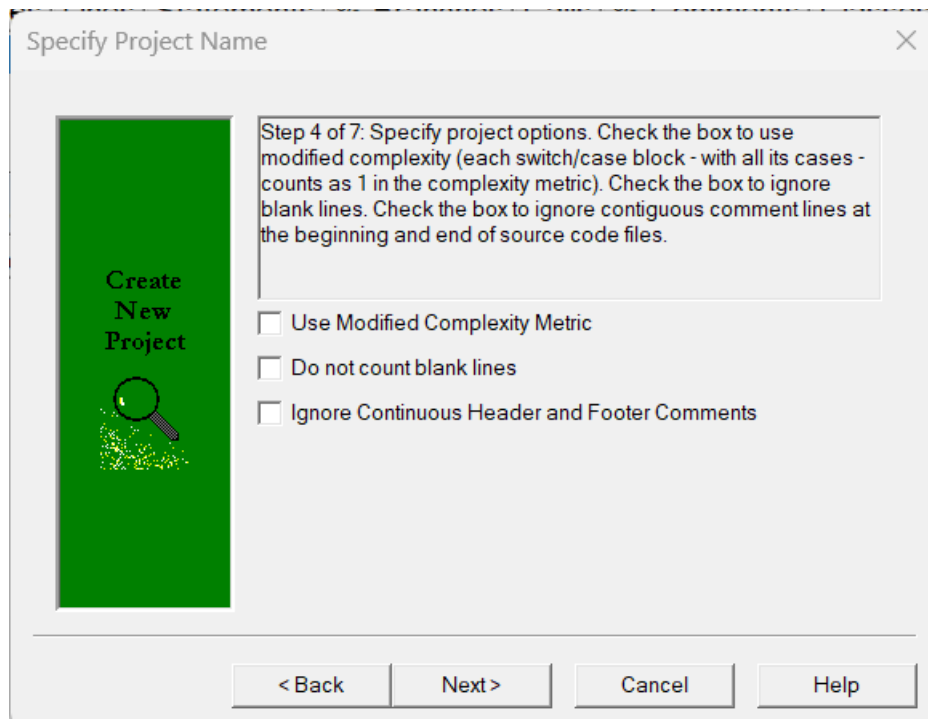 Specify Project Name
Create
New
Project
Step 4 of 7: Specify project options. Check the box to use
modified complexity (each switch/case block - with all its cases -
counts as 1 in the complexity metric). Check the box to ignore
blank lines. Check the box to ignore contiguous comment lines at
the beginning and end of source code files.
Use Modified Complexity Metric
Do not count blank lines
Ignore Continuous Header and Footer Comments
< Back
Next >
Cancel
Help